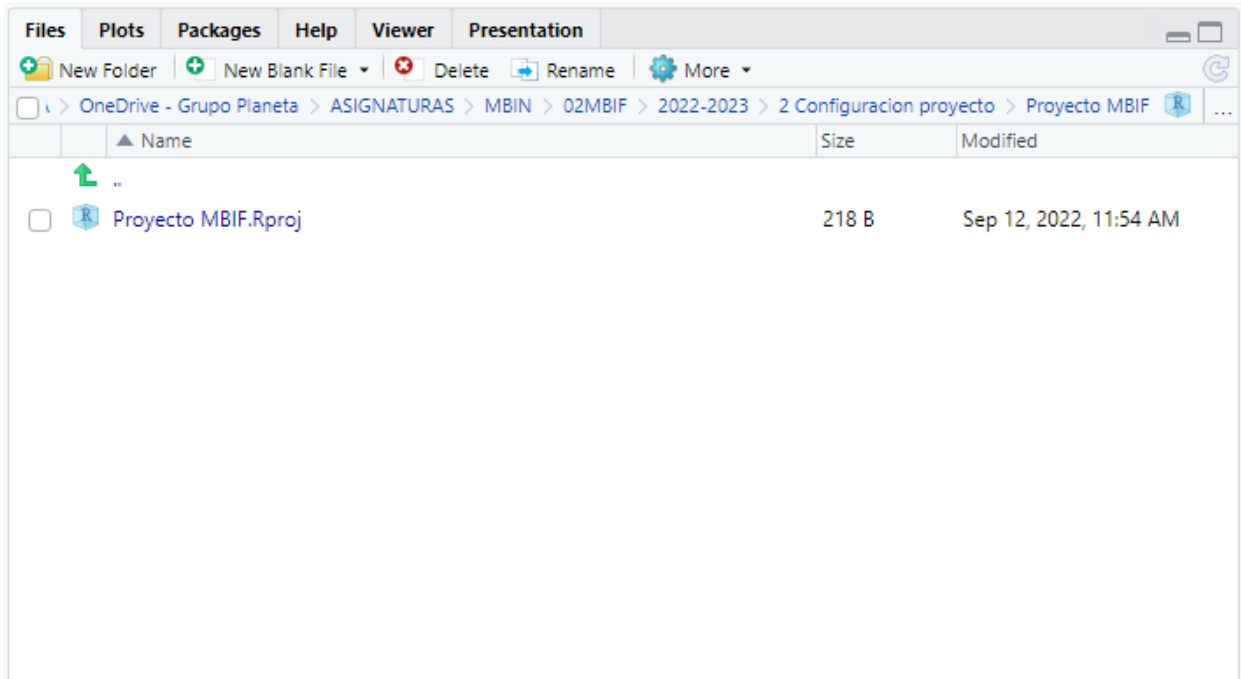 Files Plots Packages Help Viewer Presentation
New Folder New Blank File Delete Rename More
OneDrive - Grupo Planeta > ASIGNATURAS > MBIN > 02MBIF > 2022-2023 > 2 Configuracion proyecto > Proyecto MBIF R ...
Name Size Modified
..
R Proyecto MBIF.Rproj 218 B Sep 12, 2022, 11:54 AM